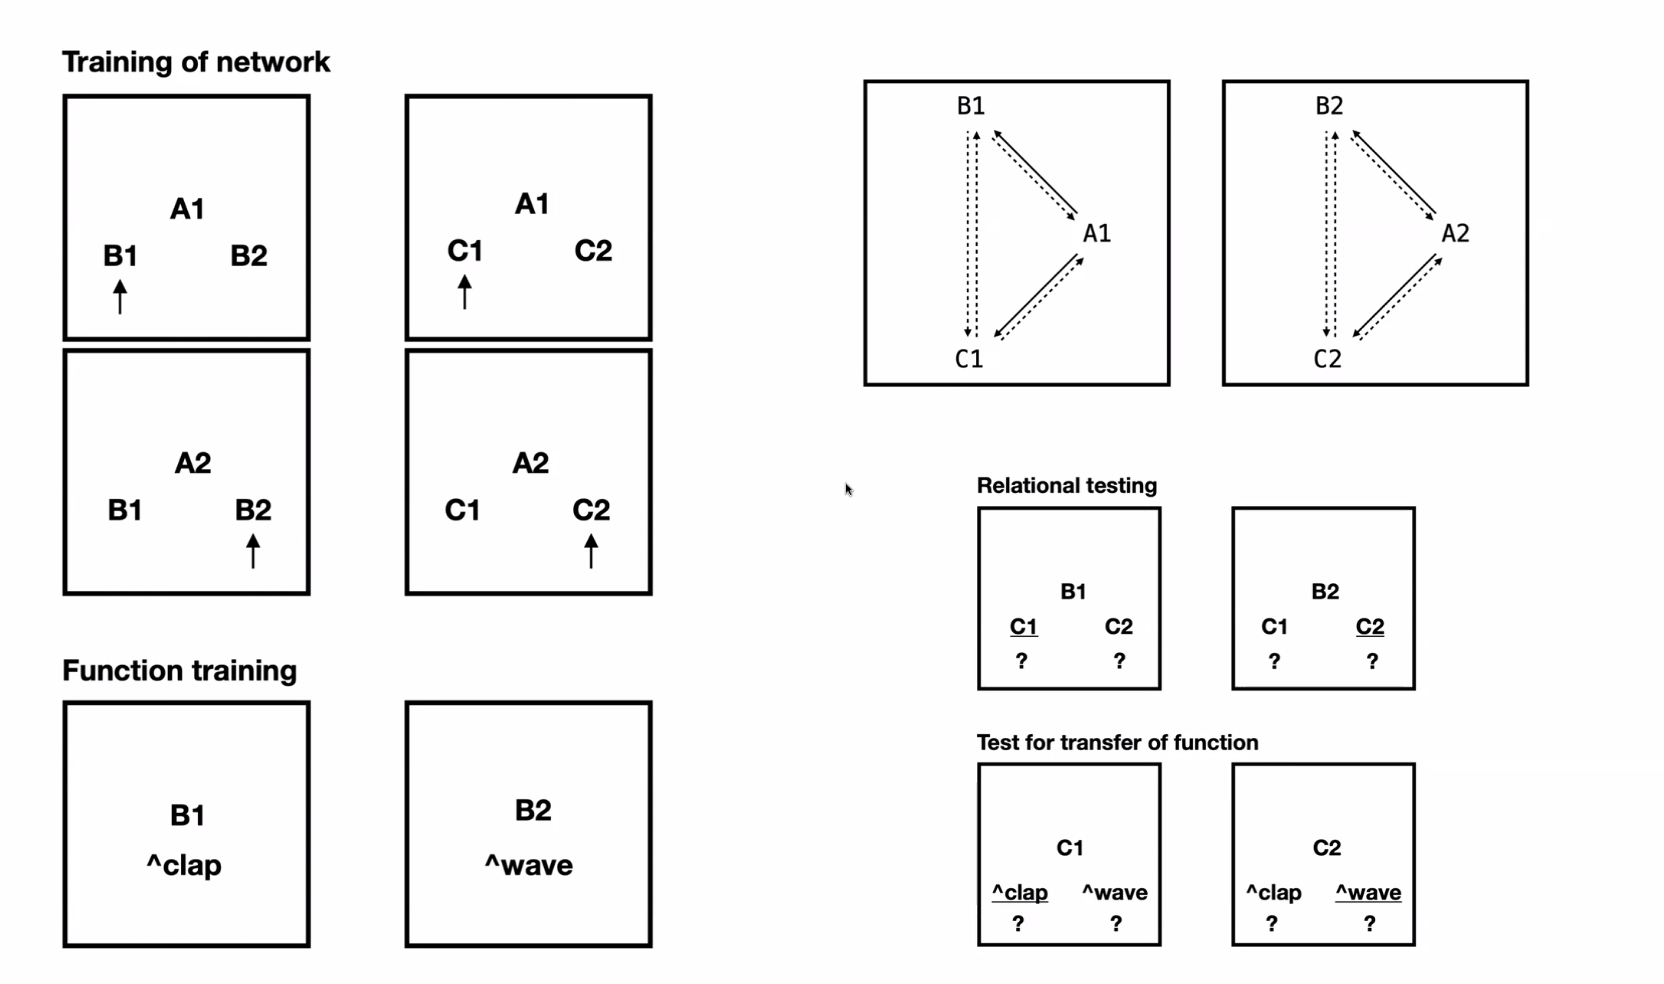 Training of network
A1
B1 B2
A1
C1 C2
A2
B1 B2
A2
C1 C2
Function training
B1
^clap
B2
^wave
B1
A1
C1
B2
A2
C2
Relational testing
B1
C1 C2
? ?
B2
C1 C2
? ?
Test for transfer of function
C1
^clap ^wave
? ?
C2
^clap ^wave
? ?